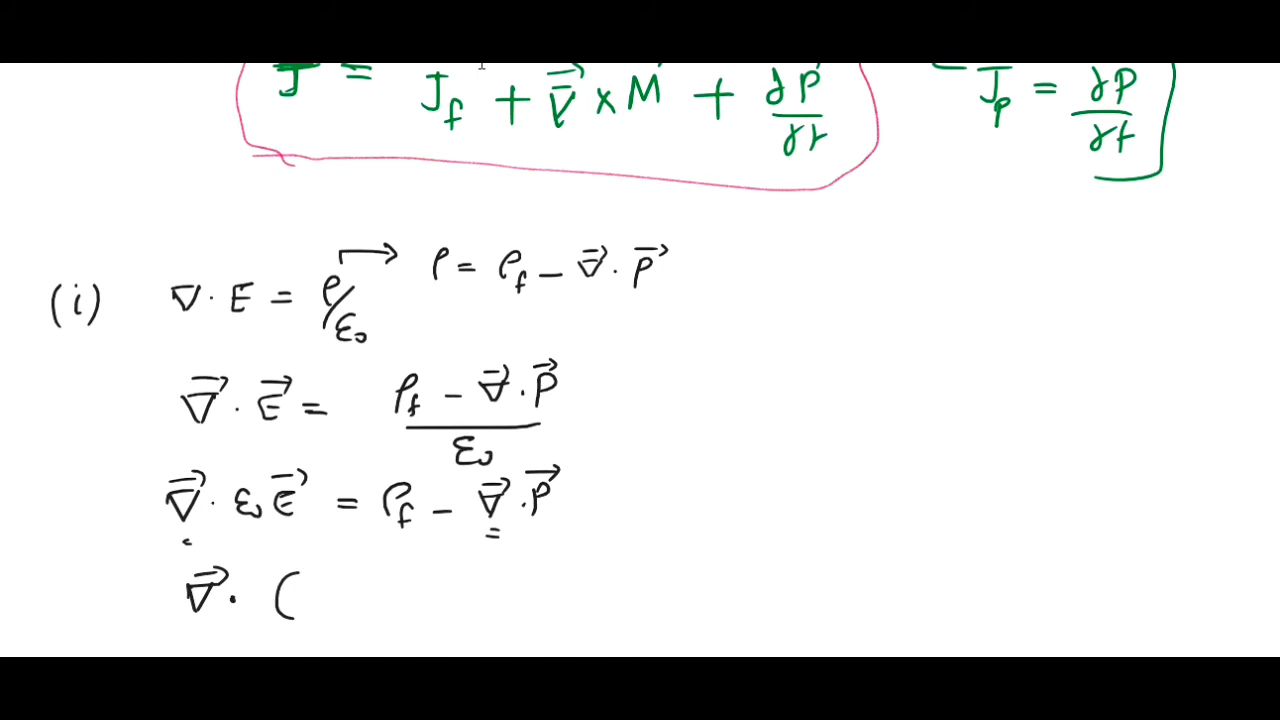 J = J_f + ∇⃗ × M + ∂P/∂t J_p = ∂P/∂t
(i) ∇ · E = ρ/ε₀ → ρ = ρ_f − ∇⃗ · P⃗
∇⃗ · E⃗ = (ρ_f − ∇⃗ · P⃗)/ε₀
∇⃗ · ε₀E⃗ = ρ_f − ∇⃗ · P⃗
∇⃗ · (